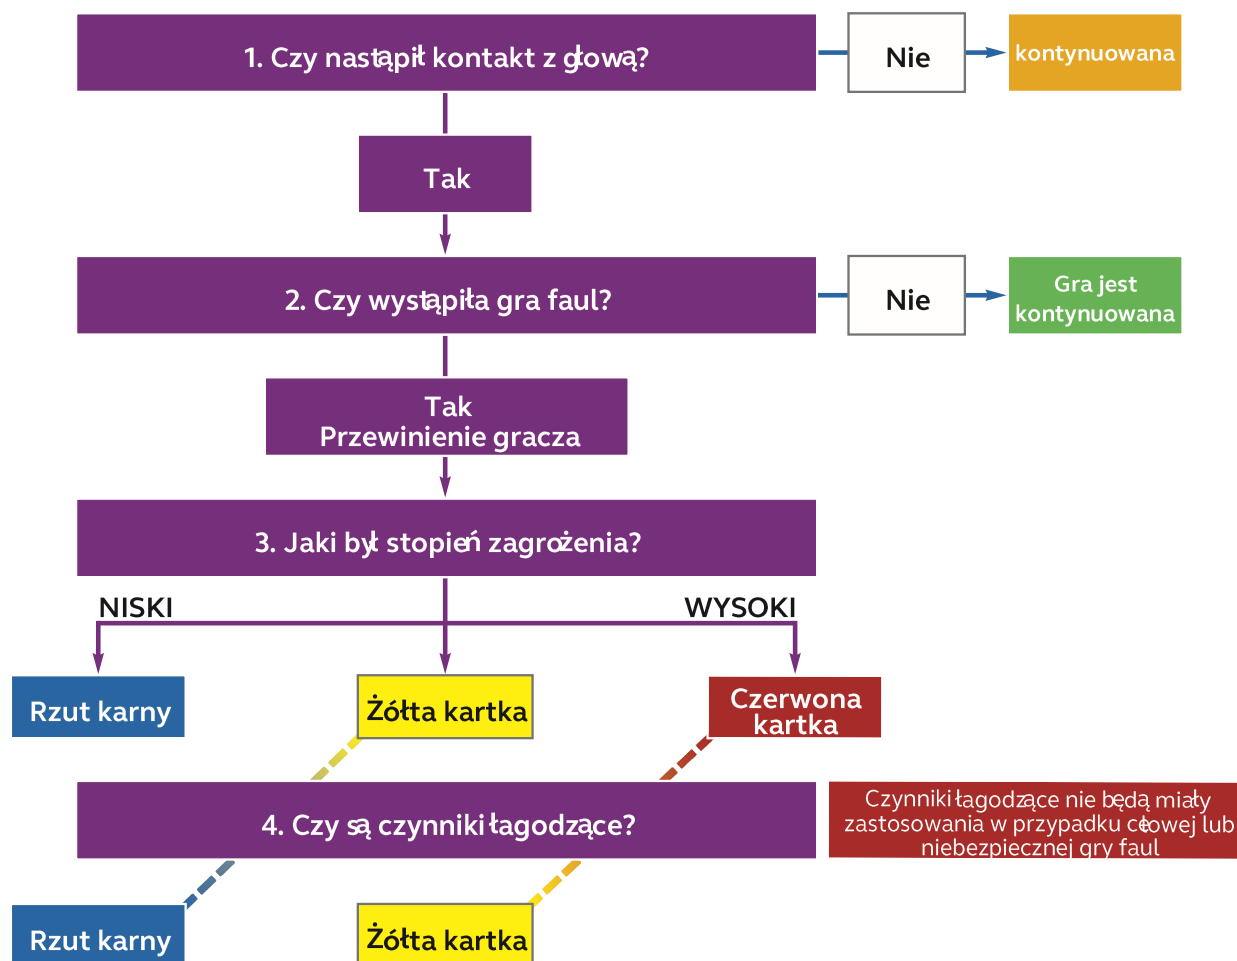 1. Czy nastąpił kontakt z głową?
Nie
kontynuowana
Tak
2. Czy wystąpiła gra faul?
Nie
Gra jest
kontynuowana
Tak
Przewinienie gracza
3. Jaki był stopień zagrożenia?
NISKI
WYSOKI
Rzut karny
Żółta kartka
Czerwona
kartka
4. Czy są czynniki łagodzące?
Czynniki łagodzące nie będą miały
zastosowania w przypadku celowej lub
niebezpiecznej gry faul
Rzut karny
Żółta kartka